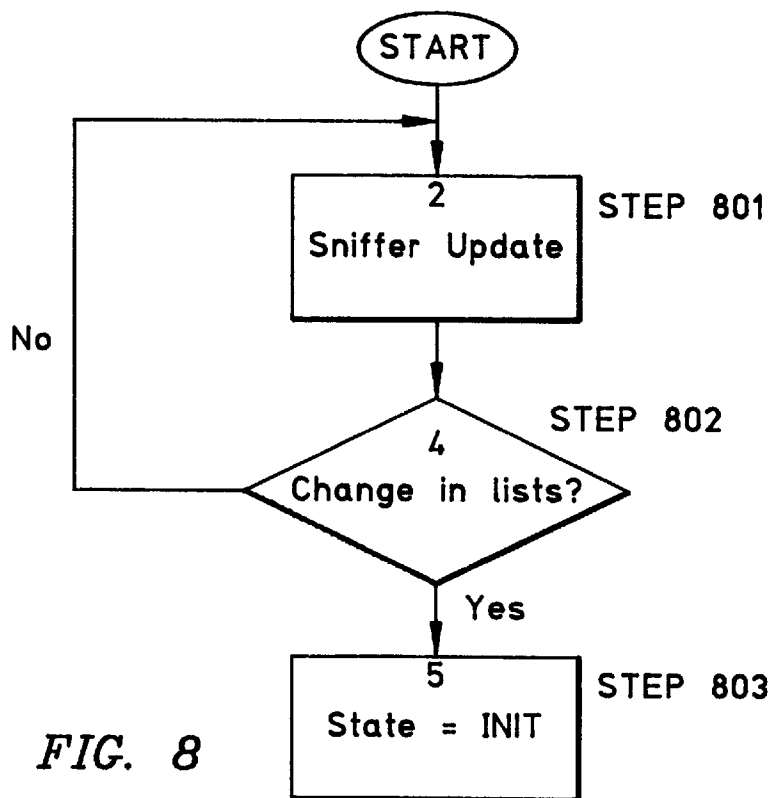 START
2
Sniffer Update
STEP 801
No
STEP 802
4
Change in lists?
Yes
5
State = INIT
STEP 803
FIG. 8